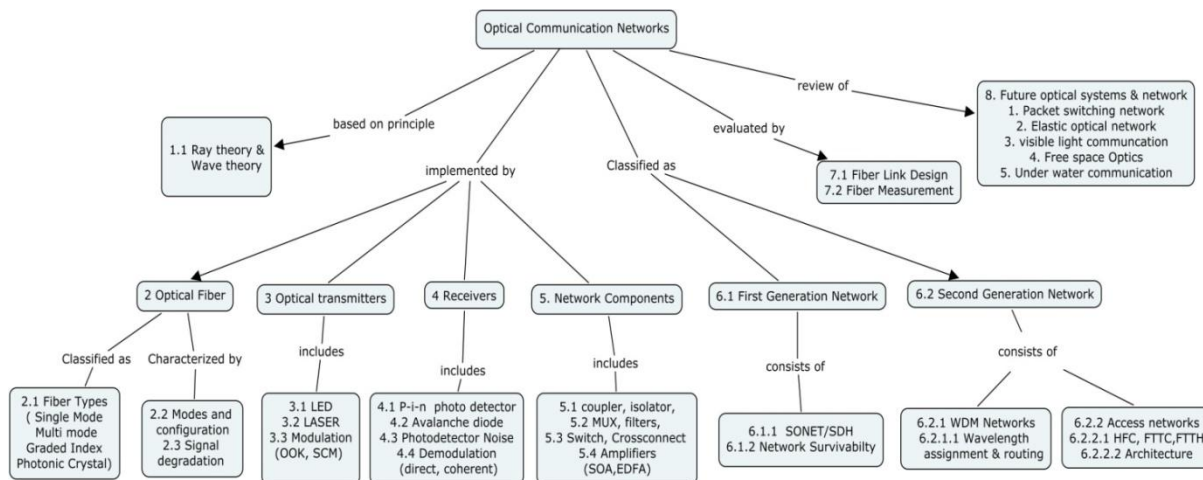 Optical Communication Networks
review of
8. Future optical systems & network
1. Packet switching network
2. Elastic optical network
3. visible light communcation
4. Free space Optics
5. Under water communication
based on principle
evaluated by
1.1 Ray theory &
Wave theory
implemented by
Classified as
7.1 Fiber Link Design
7.2 Fiber Measurement
2 Optical Fiber
3 Optical transmitters
4 Receivers
5. Network Components
6.1 First Generation Network
6.2 Second Generation Network
Classified as
Characterized by
includes
includes
includes
consists of
consists of
2.1 Fiber Types
( Single Mode
Multi mode
Graded Index
Photonic Crystal)
2.2 Modes and
configuration
2.3 Signal
degradation
3.1 LED
3.2 LASER
3.3 Modulation
(OOK, SCM)
4.1 P-i-n photo detector
4.2 Avalanche diode
4.3 Photodetector Noise
4.4 Demodulation
(direct, coherent)
5.1 coupler, isolator,
5.2 MUX, filters,
5.3 Switch, Crossconnect
5.4 Amplifiers
(SOA,EDFA)
6.1.1 SONET/SDH
6.1.2 Network Survivabilty
6.2.1 WDM Networks
6.2.1.1 Wavelength
assignment & routing
6.2.2 Access networks
6.2.2.1 HFC, FTTC,FTTH
6.2.2.2 Architecture